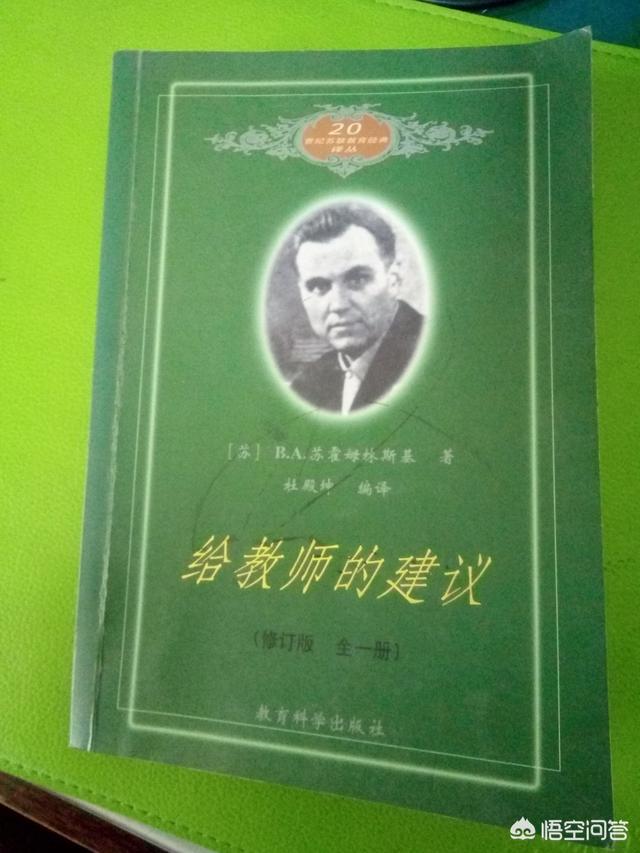 20
世纪苏联教育经典
译丛
［苏］ B.A.苏霍姆林斯基 著
杜殿坤 编译
给教师的建议
（修订版 全一册）
教育科学出版社
悟空问答